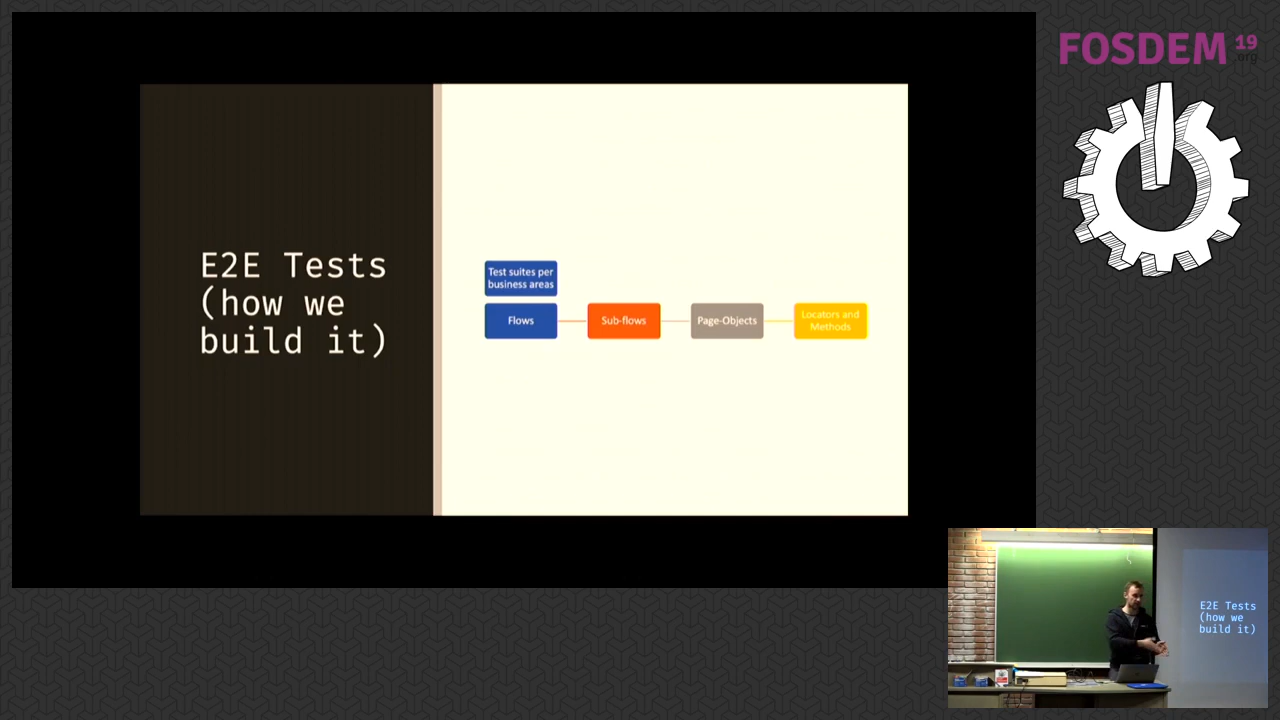 FOSDEM 19
.org
E2E Tests
(how we
build it)
Test suites per
business areas
Flows
Sub-flows
Page-Objects
Locators and
Methods
E2E Tests
(how we
build it)